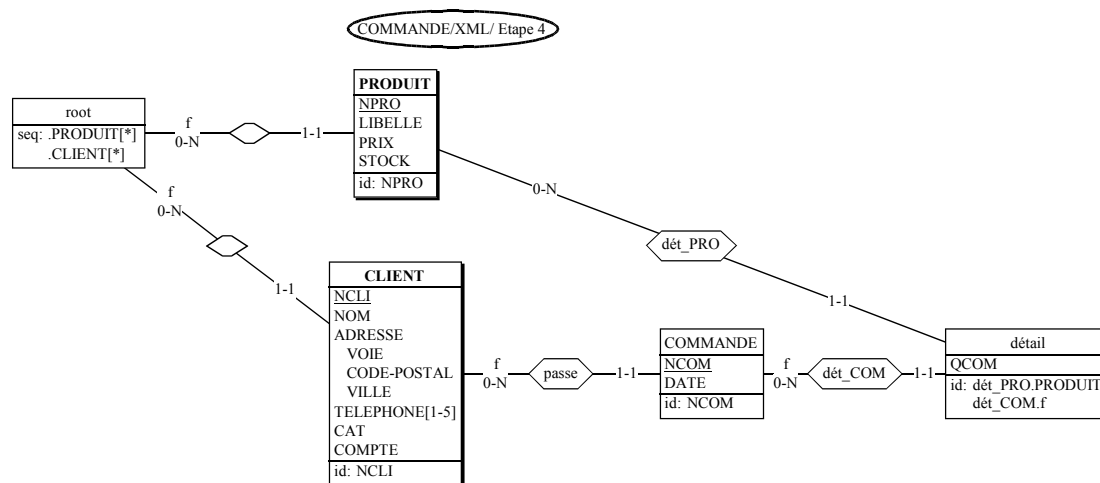 COMMANDE/XML/ Etape 4
PRODUIT
NPRO
LIBELLE
PRIX
STOCK
id: NPRO
root
seq: .PRODUIT[*]
.CLIENT[*]
f
0-N
1-1
0-N
dét_PRO
1-1
f
0-N
1-1
CLIENT
NCLI
NOM
ADRESSE
VOIE
CODE-POSTAL
VILLE
TELEPHONE[1-5]
CAT
COMPTE
id: NCLI
f
0-N
passe
1-1
COMMANDE
NCOM
DATE
id: NCOM
f
0-N
dét_COM
1-1
détail
QCOM
id: dét_PRO.PRODUIT
dét_COM.f